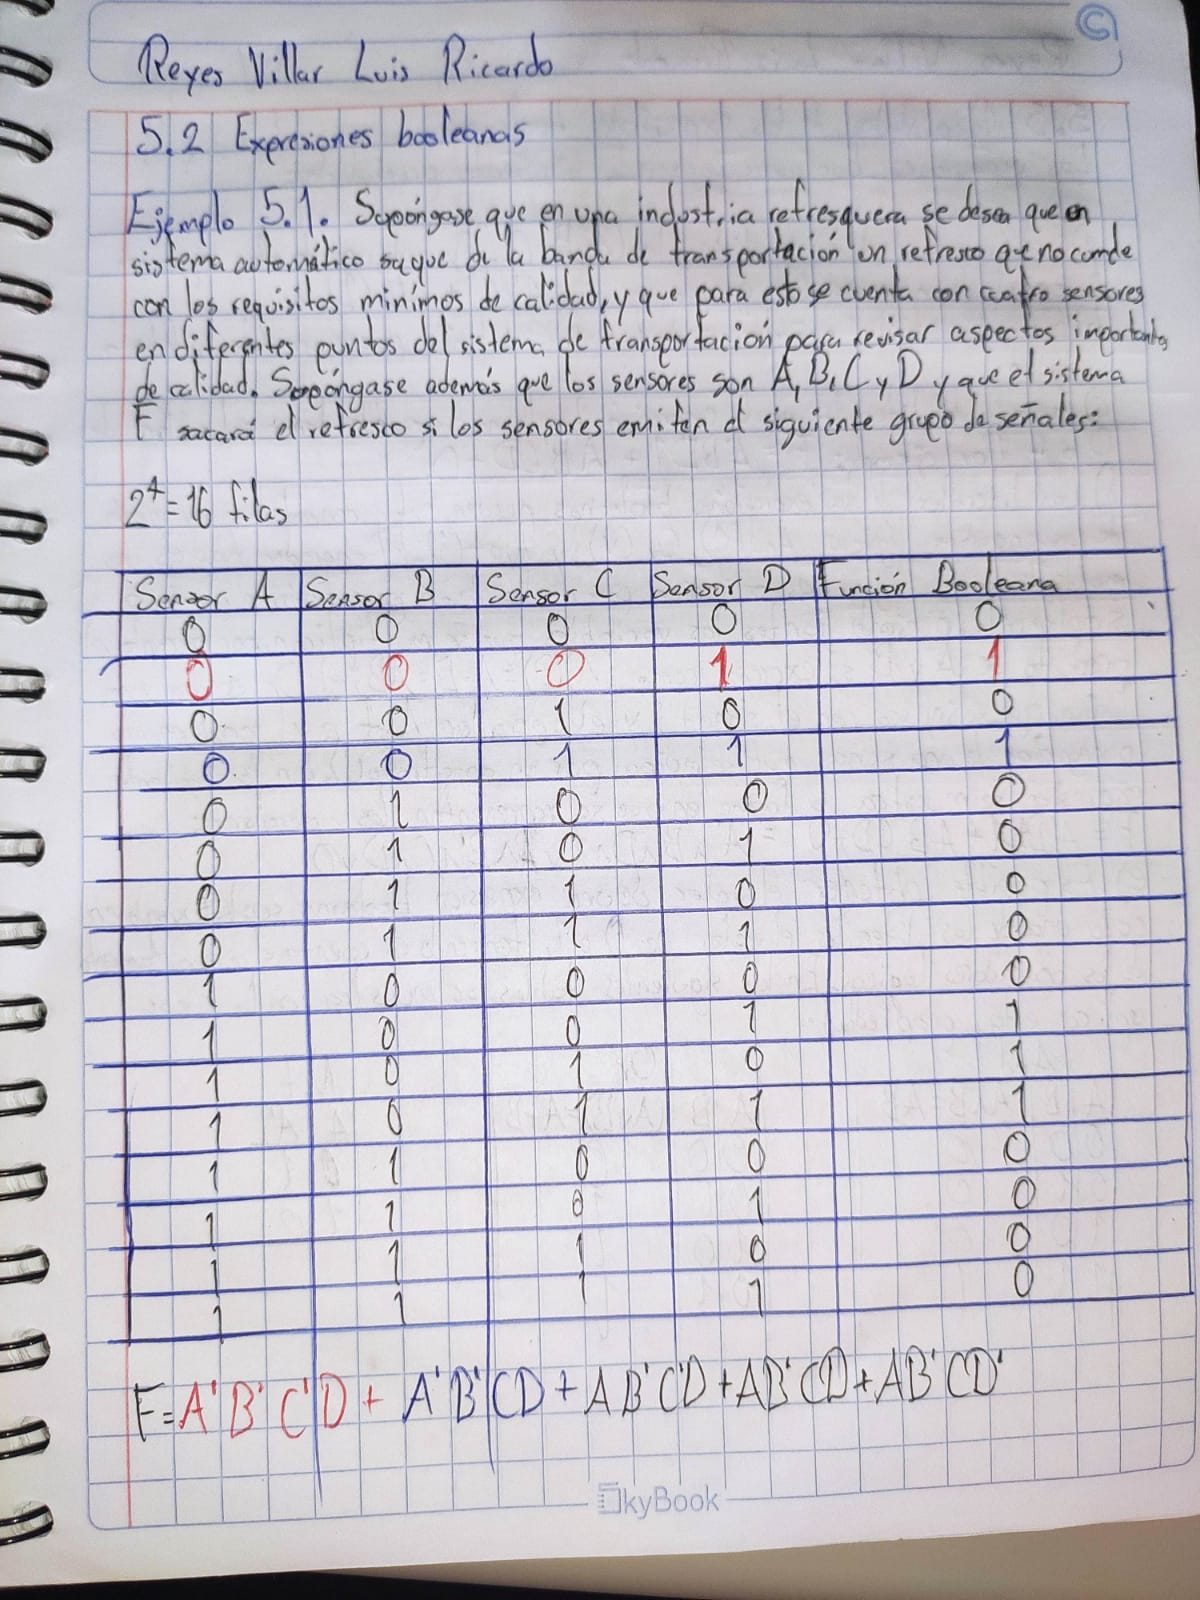 Reyes Villar Luis Ricardo
5.2 Expresiones booleanas
Ejemplo 5.1. Supóngase que en una industria refresquera se desea que en
sistema automático saque de la banda de transportación un refresco que no cumde
con los requisitos minimos de calidad, y que para esto se cuenta con cuatro sensores
en diferentes puntos del sistema de transportación para revisar aspectos importantes
de calidad. Supóngase además que los sensores son A, B, C y D y que el sistema
F sacará el refresco si los sensores emiten el siguiente grupo de señales:
2⁴=16 filas
Sensor A Sensor B Sensor C Sensor D Función Booleana
0 0 0 0 0
0 0 0 1 1
0 0 1 0 0
0 0 1 1 1
0 1 0 0 0
0 1 0 1 0
0 1 1 0 0
0 1 1 1 0
1 0 0 0 0
1 0 0 1 1
1 0 1 0 1
1 0 1 1 1
1 1 0 0 0
1 1 0 1 0
1 1 1 0 0
1 1 1 1 0
F=A'B'C'D + A'B'CD + AB'C'D + AB'CD + AB'CD'
SkyBook